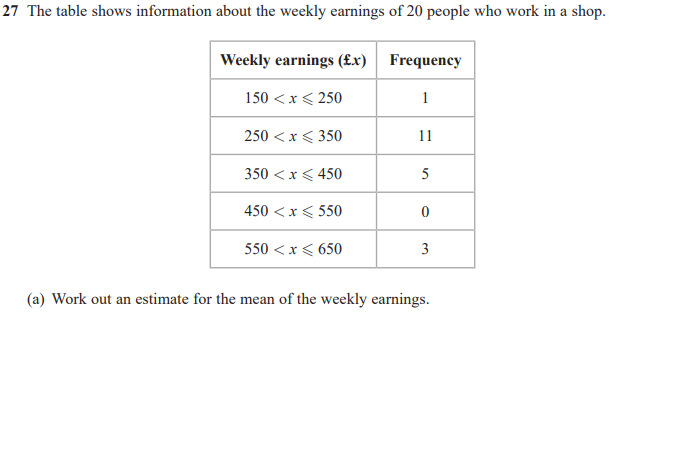 27 The table shows information about the weekly earnings of 20 people who work in a shop.
Weekly earnings (£x) Frequency
150 < x ⩽ 250 1
250 < x ⩽ 350 11
350 < x ⩽ 450 5
450 < x ⩽ 550 0
550 < x ⩽ 650 3
(a) Work out an estimate for the mean of the weekly earnings.